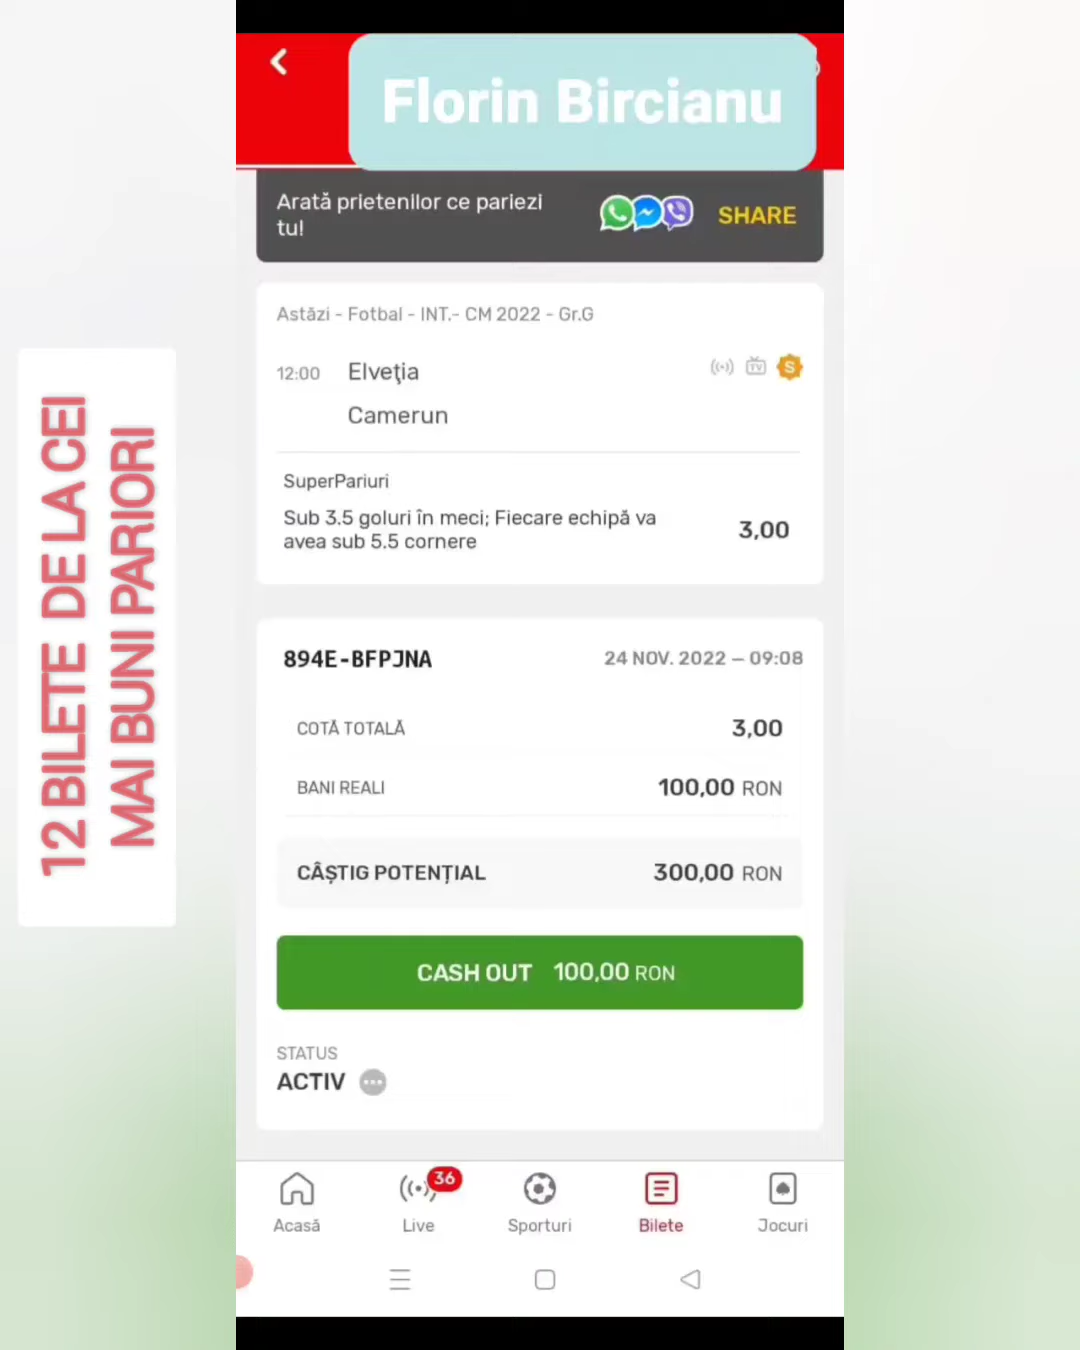 Florin Bircianu
Arată prietenilor ce pariezi
tu!
SHARE
Astăzi - Fotbal - INT.- CM 2022 - Gr.G
12:00 Elveţia
TV
S
Camerun
SuperPariuri
Sub 3.5 goluri în meci; Fiecare echipă va
avea sub 5.5 cornere
3,00
894E-BFPJNA
24 NOV. 2022 – 09:08
COTĂ TOTALĂ 3,00
BANI REALI 100,00 RON
CÂȘTIG POTENȚIAL 300,00 RON
CASH OUT 100,00 RON
STATUS
ACTIV
36
Acasă Live Sporturi Bilete Jocuri
12 BILETE DE LA CEI
MAI BUNI PARIORI